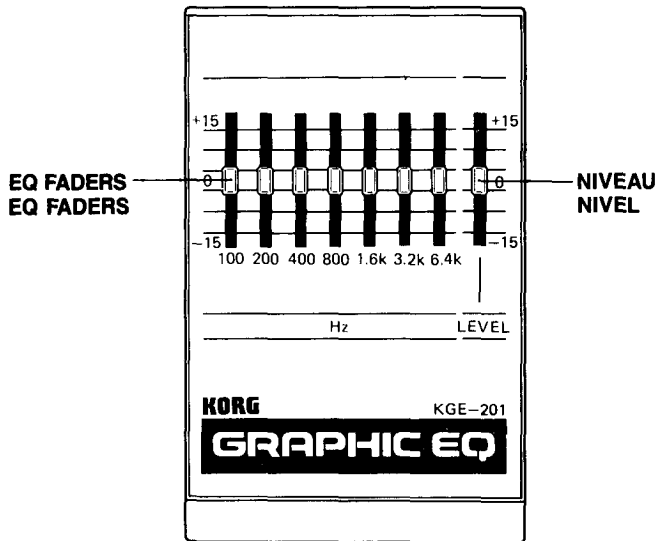 +15 +15
EQ FADERS 0 0 NIVEAU
EQ FADERS NIVEL
−15 −15
100 200 400 800 1.6k 3.2k 6.4k
Hz LEVEL
KORG KGE−201
GRAPHIC EQ